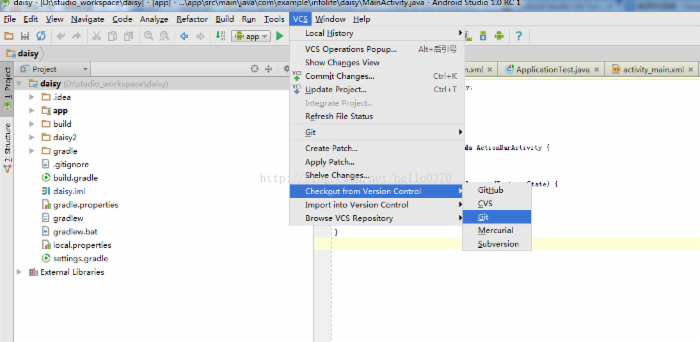 daisy - [D:\studio_workspace\daisy] - [app] - ...\app\src\main\java\com\example\infolife\daisy\MainActivity.java - Android Studio 1.0 RC 1
File Edit View Navigate Code Analyze Refactor Build Run Tools VCS Window Help
app
daisy
Project
1: Project
2: Structure
daisy (D:\studio_workspace\daisy)
.idea
app
build
daisy2
gradle
.gitignore
build.gradle
daisy.iml
gradle.properties
gradlew
gradlew.bat
local.properties
settings.gradle
External Libraries
Local History
VCS Operations Popup... Alt+后引号
Show Changes View
Commit Changes... Ctrl+K
Update Project... Ctrl+T
Integrate Project...
Refresh File Status
Git
Create Patch...
Apply Patch...
Shelve Changes...
Checkout from Version Control
Import into Version Control
Browse VCS Repository
GitHub
CVS
Git
Mercurial
Subversion
n.xml ApplicationTest.java activity_main.xml
y;
ds ActionBarActivity {
State) {
}